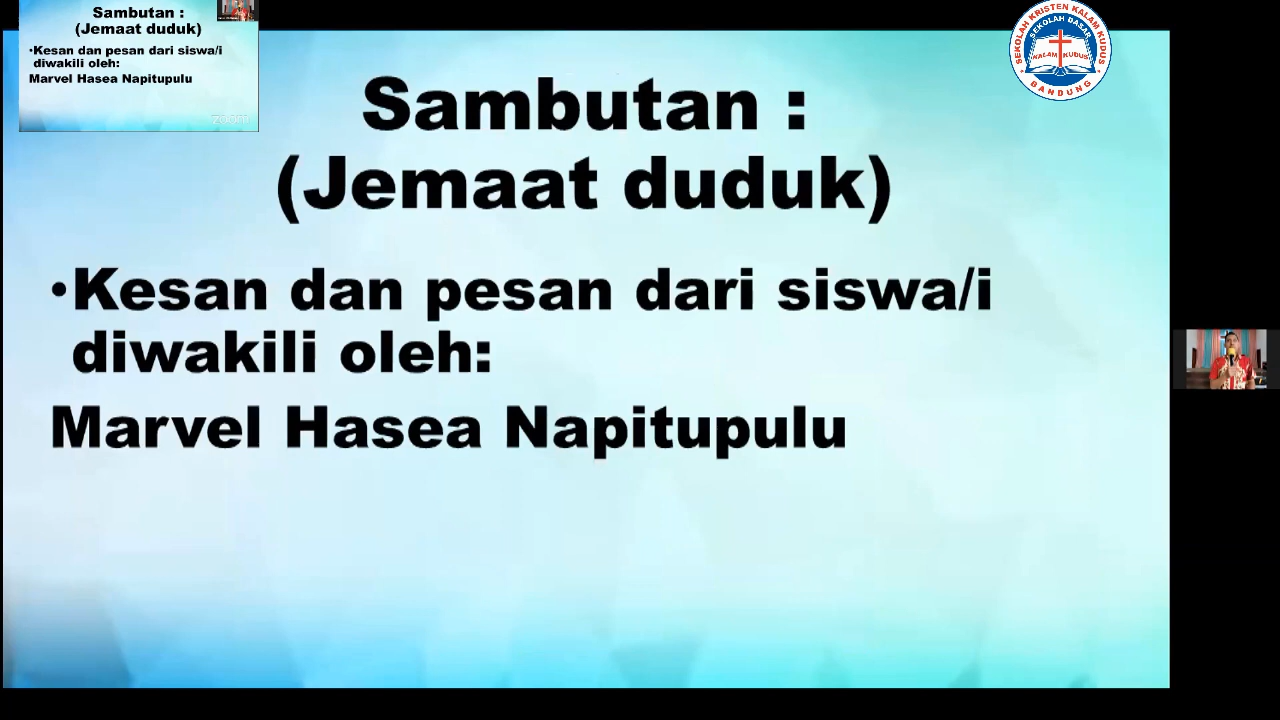 Sambutan :
(Jemaat duduk)
•Kesan dan pesan dari siswa/i
diwakili oleh:
Marvel Hasea Napitupulu
zoom
SEKOLAH KRISTEN KALAM KUDUS
SEKOLAH DASAR
KALAM KUDUS
BANDUNG
Sambutan :
(Jemaat duduk)
•Kesan dan pesan dari siswa/i
diwakili oleh:
Marvel Hasea Napitupulu